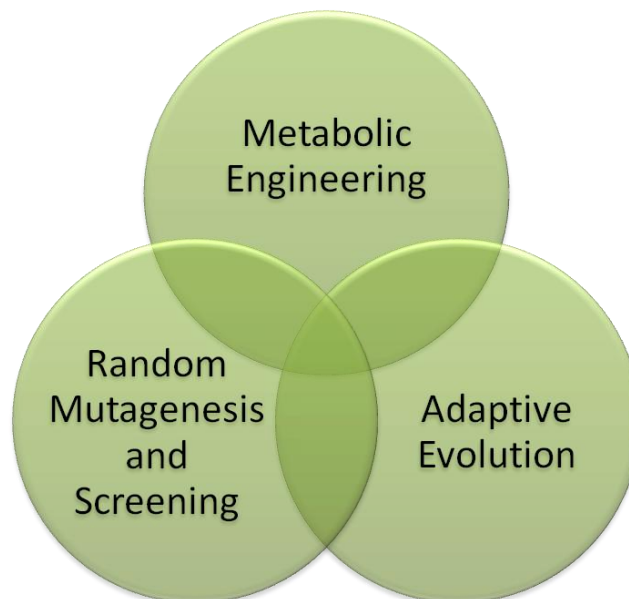 Metabolic
Engineering
Random
Mutagenesis
and
Screening
Adaptive
Evolution